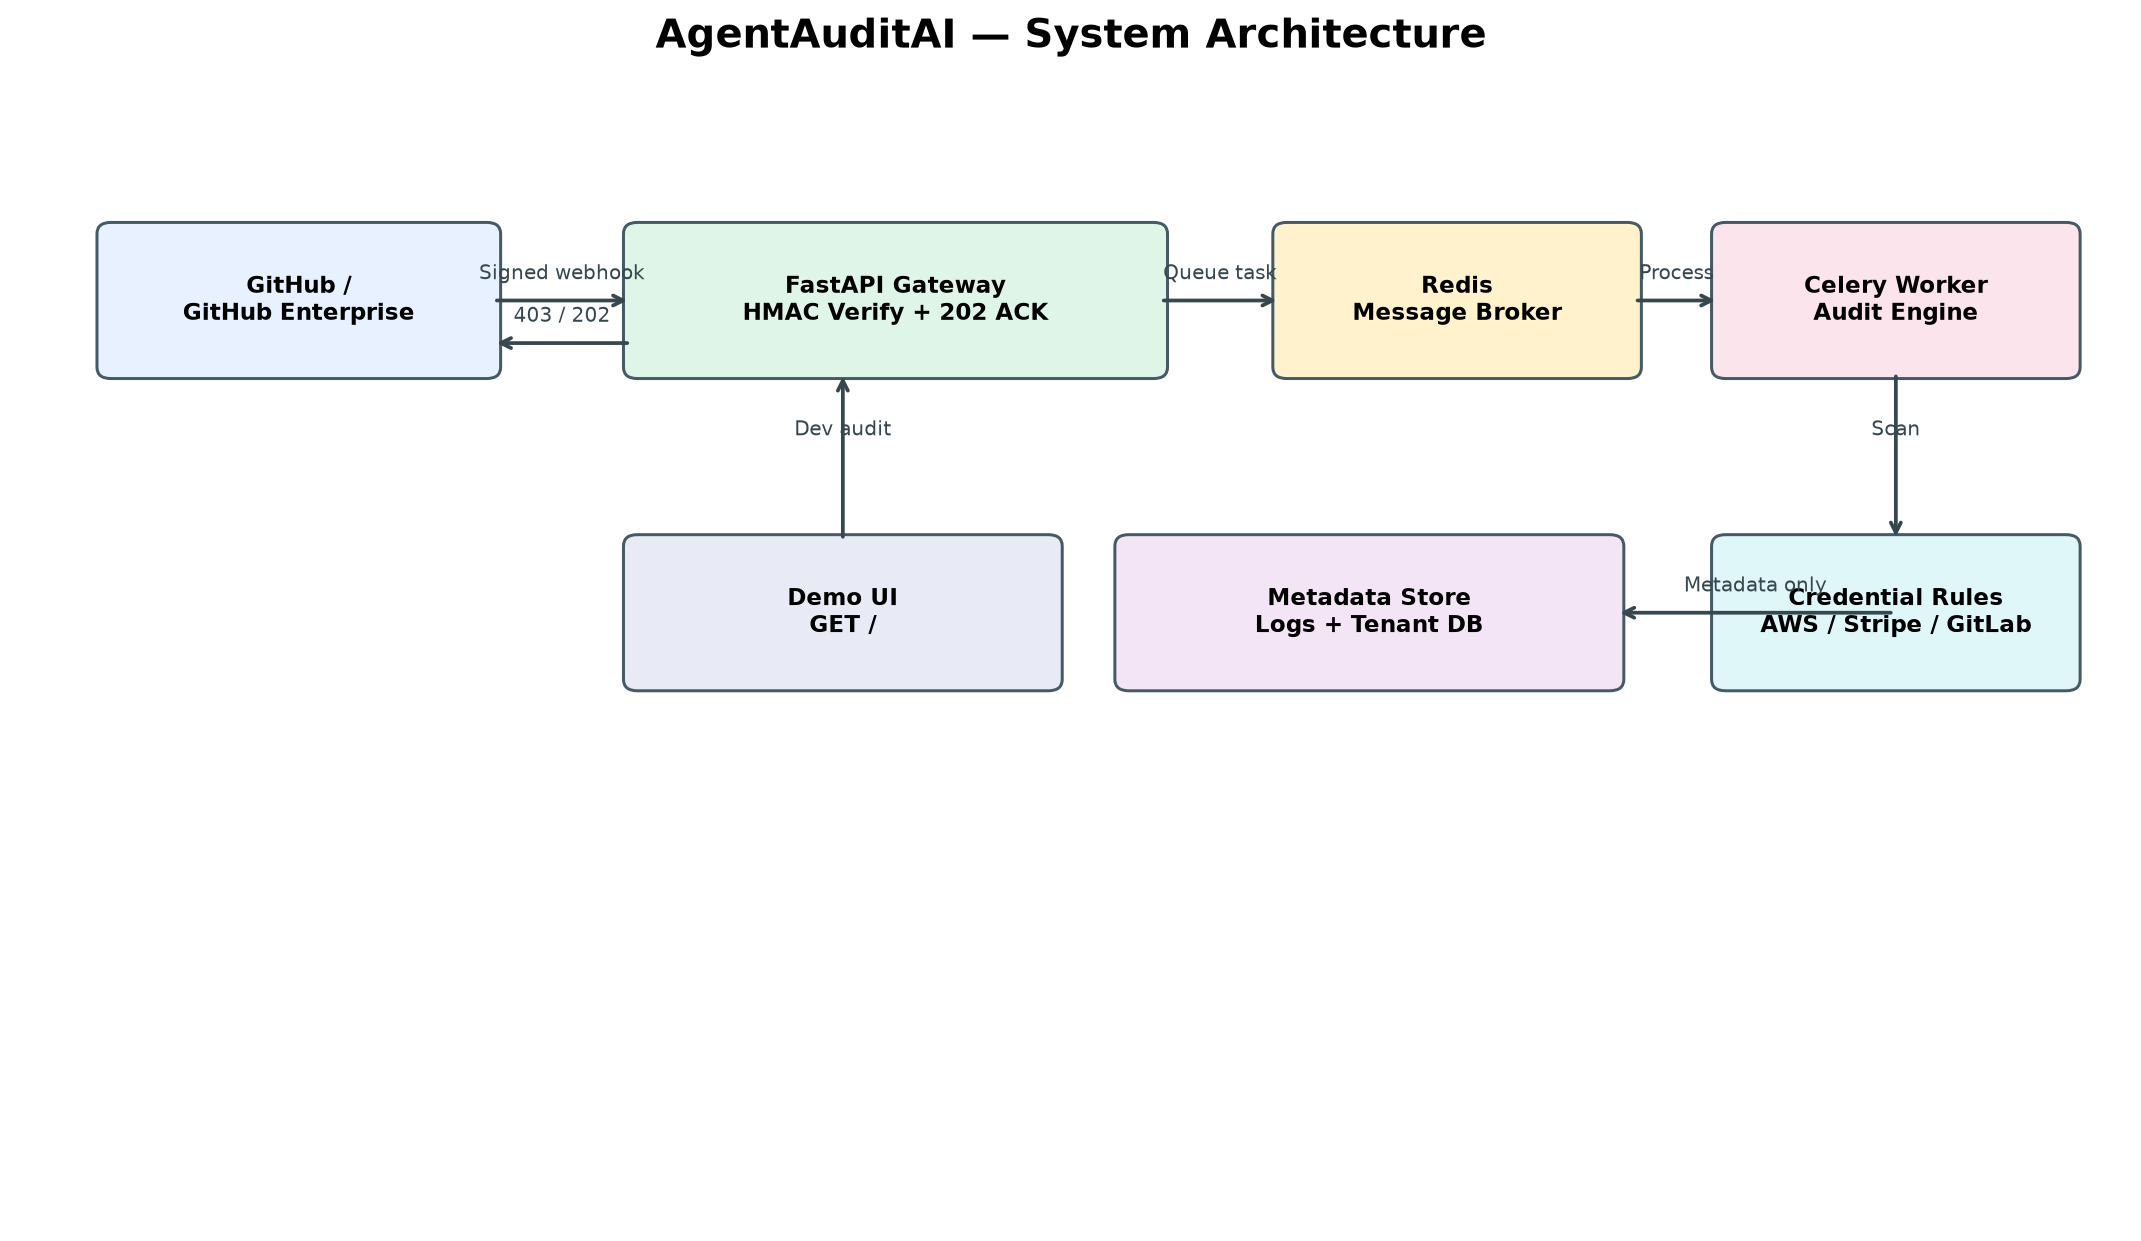 AgentAuditAI — System Architecture
GitHub /
GitHub Enterprise
Signed webhook
403 / 202
FastAPI Gateway
HMAC Verify + 202 ACK
Queue task
Redis
Message Broker
Process
Celery Worker
Audit Engine
Dev audit
Scan
Demo UI
GET /
Metadata Store
Logs + Tenant DB
Metadata only
Credential Rules
AWS / Stripe / GitLab